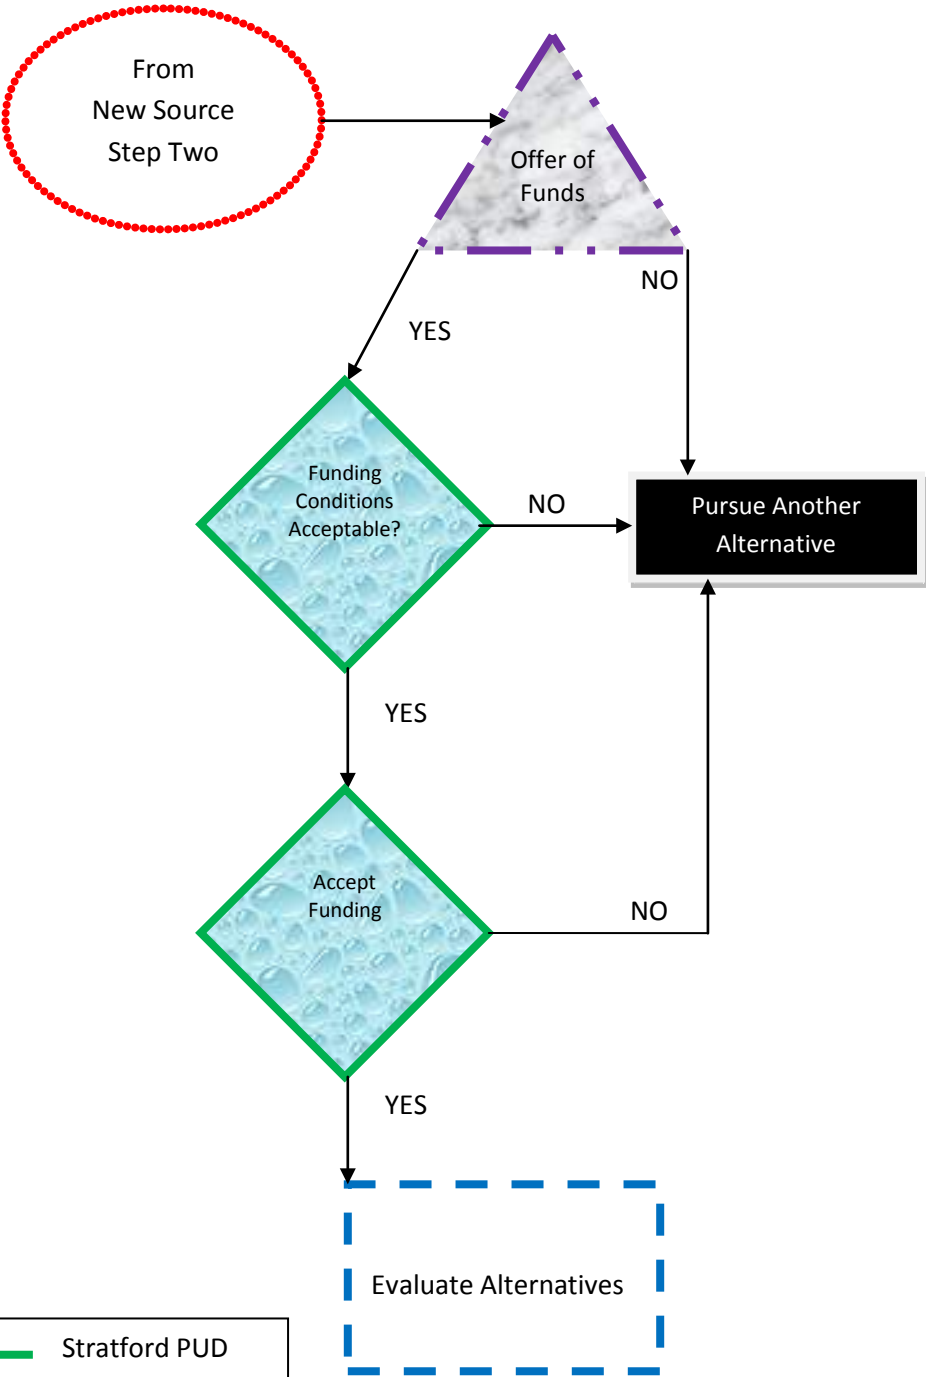 From
New Source
Step Two
Offer of
Funds
NO
YES
Funding
Conditions
Acceptable?
NO
Pursue Another
Alternative
YES
Accept
Funding
NO
YES
Evaluate Alternatives
Stratford PUD